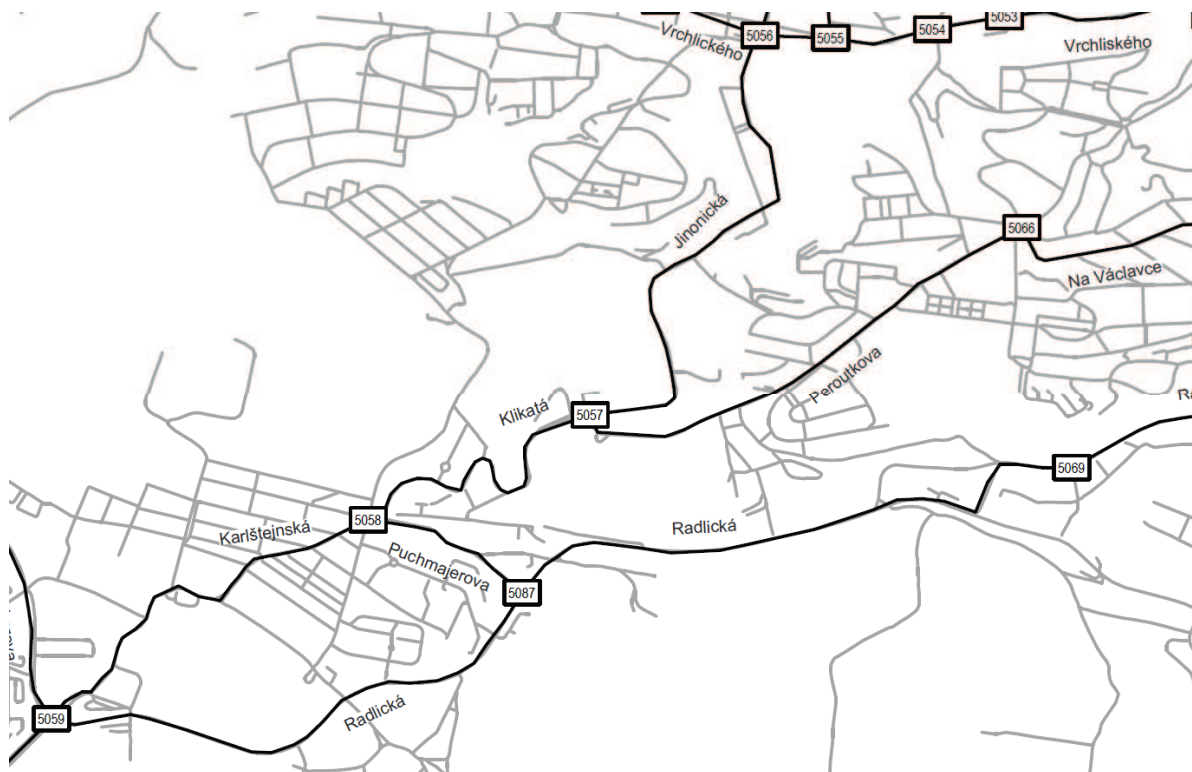 5053
5054
5056
5055
Vrchlického
Vrchliského
Jinonická
5066
Na Václavce
Peroutkova
Klikatá
5057
5069
5058
Karlštejnská
Radlická
Puchmajerova
5087
Radlická
5059